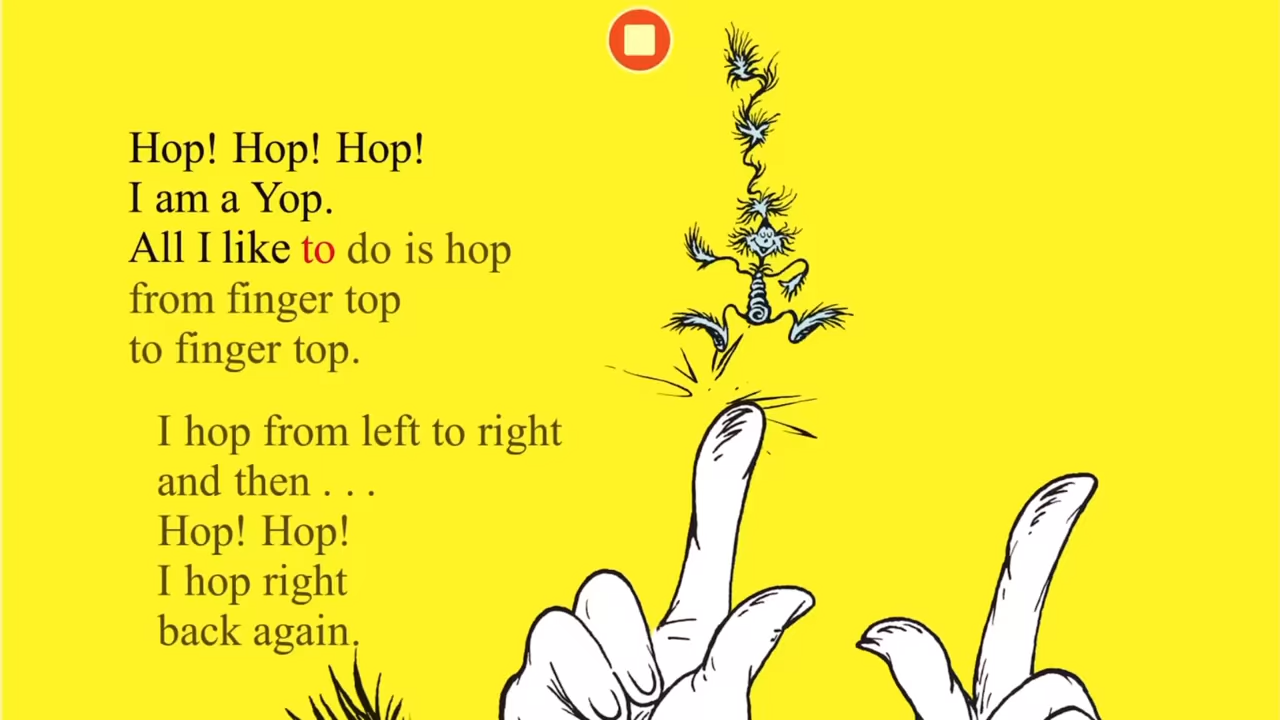 Hop! Hop! Hop!
I am a Yop.
All I like to do is hop
from finger top
to finger top.
I hop from left to right
and then . . .
Hop! Hop!
I hop right
back again.